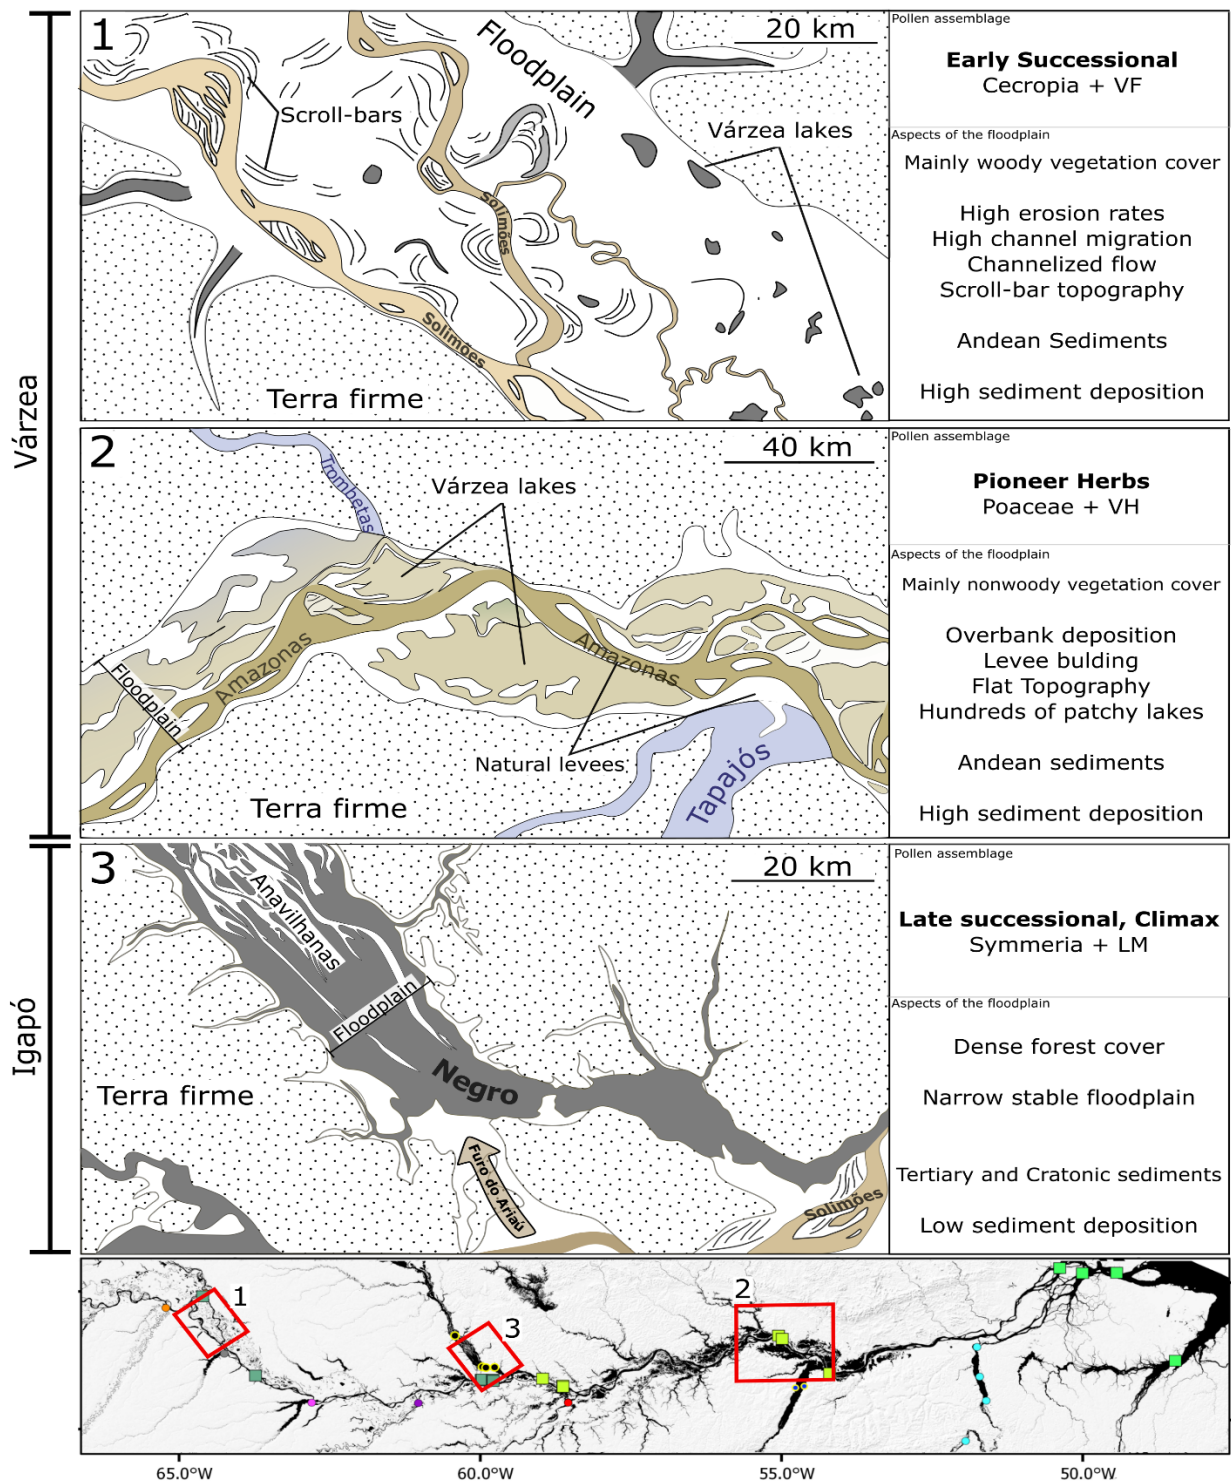 Várzea
1
Scroll-bars
Floodplain
20 km
Várzea lakes
Solimões
Solimões
Terra firme
Pollen assemblage
Early Successional
Cecropia + VF
Aspects of the floodplain
Mainly woody vegetation cover
High erosion rates
High channel migration
Channelized flow
Scroll-bar topography
Andean Sediments
High sediment deposition
2
Trombetas
Várzea lakes
40 km
Floodplain
Amazonas
Amazonas
Natural levees
Terra firme
Tapajós
Pollen assemblage
Pioneer Herbs
Poaceae + VH
Aspects of the floodplain
Mainly nonwoody vegetation cover
Overbank deposition
Levee bulding
Flat Topography
Hundreds of patchy lakes
Andean sediments
High sediment deposition
Igapó
3
Anavilhanas
20 km
Floodplain
Negro
Terra firme
Furo do Ariaú
Solimões
Pollen assemblage
Late successional, Climax
Symmeria + LM
Aspects of the floodplain
Dense forest cover
Narrow stable floodplain
Tertiary and Cratonic sediments
Low sediment deposition
1
3
2
65.0°W
60.0°W
55.0°W
50.0°W